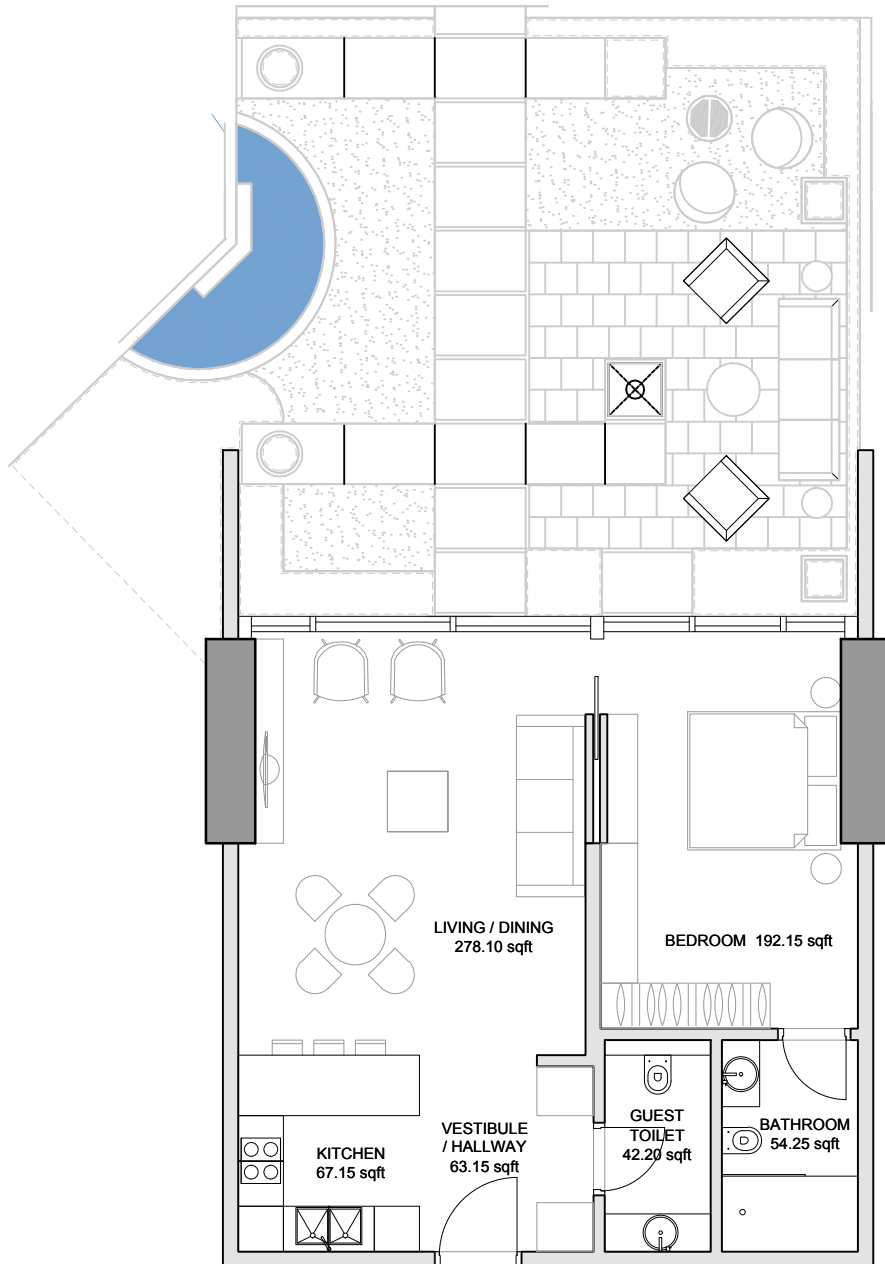 LIVING / DINING
278.10 sqft
BEDROOM 192.15 sqft
KITCHEN
67.15 sqft
VESTIBULE
/ HALLWAY
63.15 sqft
GUEST
TOILET
42.20 sqft
BATHROOM
54.25 sqft